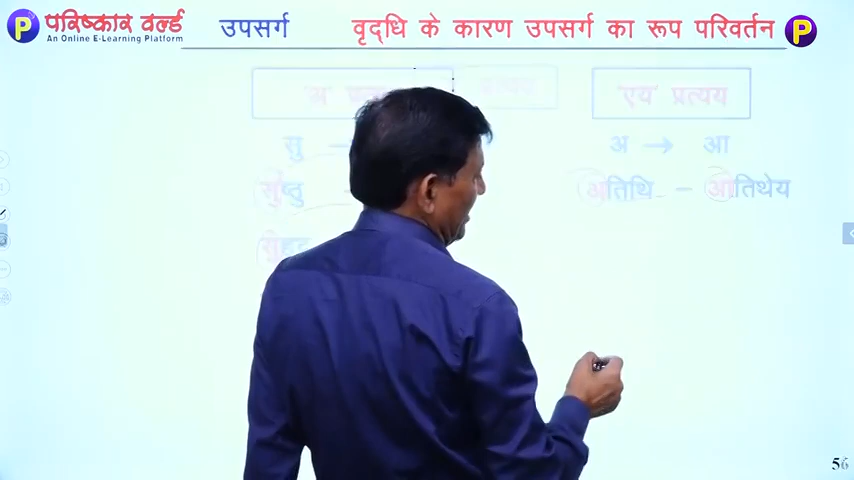 परिष्कार वर्ल्ड
An Online E-Learning Platform
उपसर्ग
वृद्धि के कारण उपसर्ग का रूप परिवर्तन
'एय' प्रत्यय
सु
अ → आ
सुष्ठु
अतिथि – आतिथेय
56